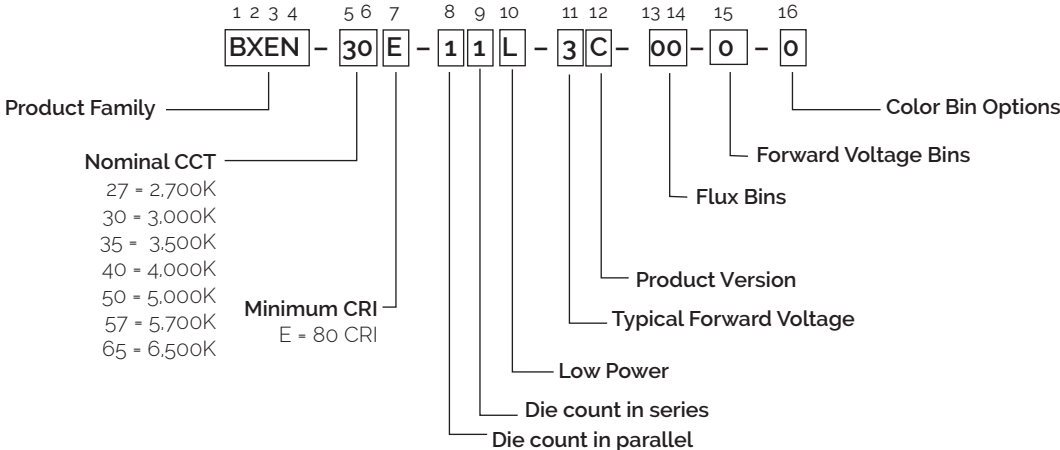 1 2 3 4 5 6 7 8 9 10 11 12 13 14 15 16
BXEN – 30 E – 1 1 L – 3 C – 00 – 0 – 0
Product Family
Color Bin Options
Nominal CCT
Forward Voltage Bins
27 = 2,700K
Flux Bins
30 = 3,000K
35 = 3,500K
40 = 4,000K
Product Version
50 = 5,000K
Minimum CRI
57 = 5,700K
Typical Forward Voltage
E = 80 CRI
65 = 6,500K
Low Power
Die count in series
Die count in parallel